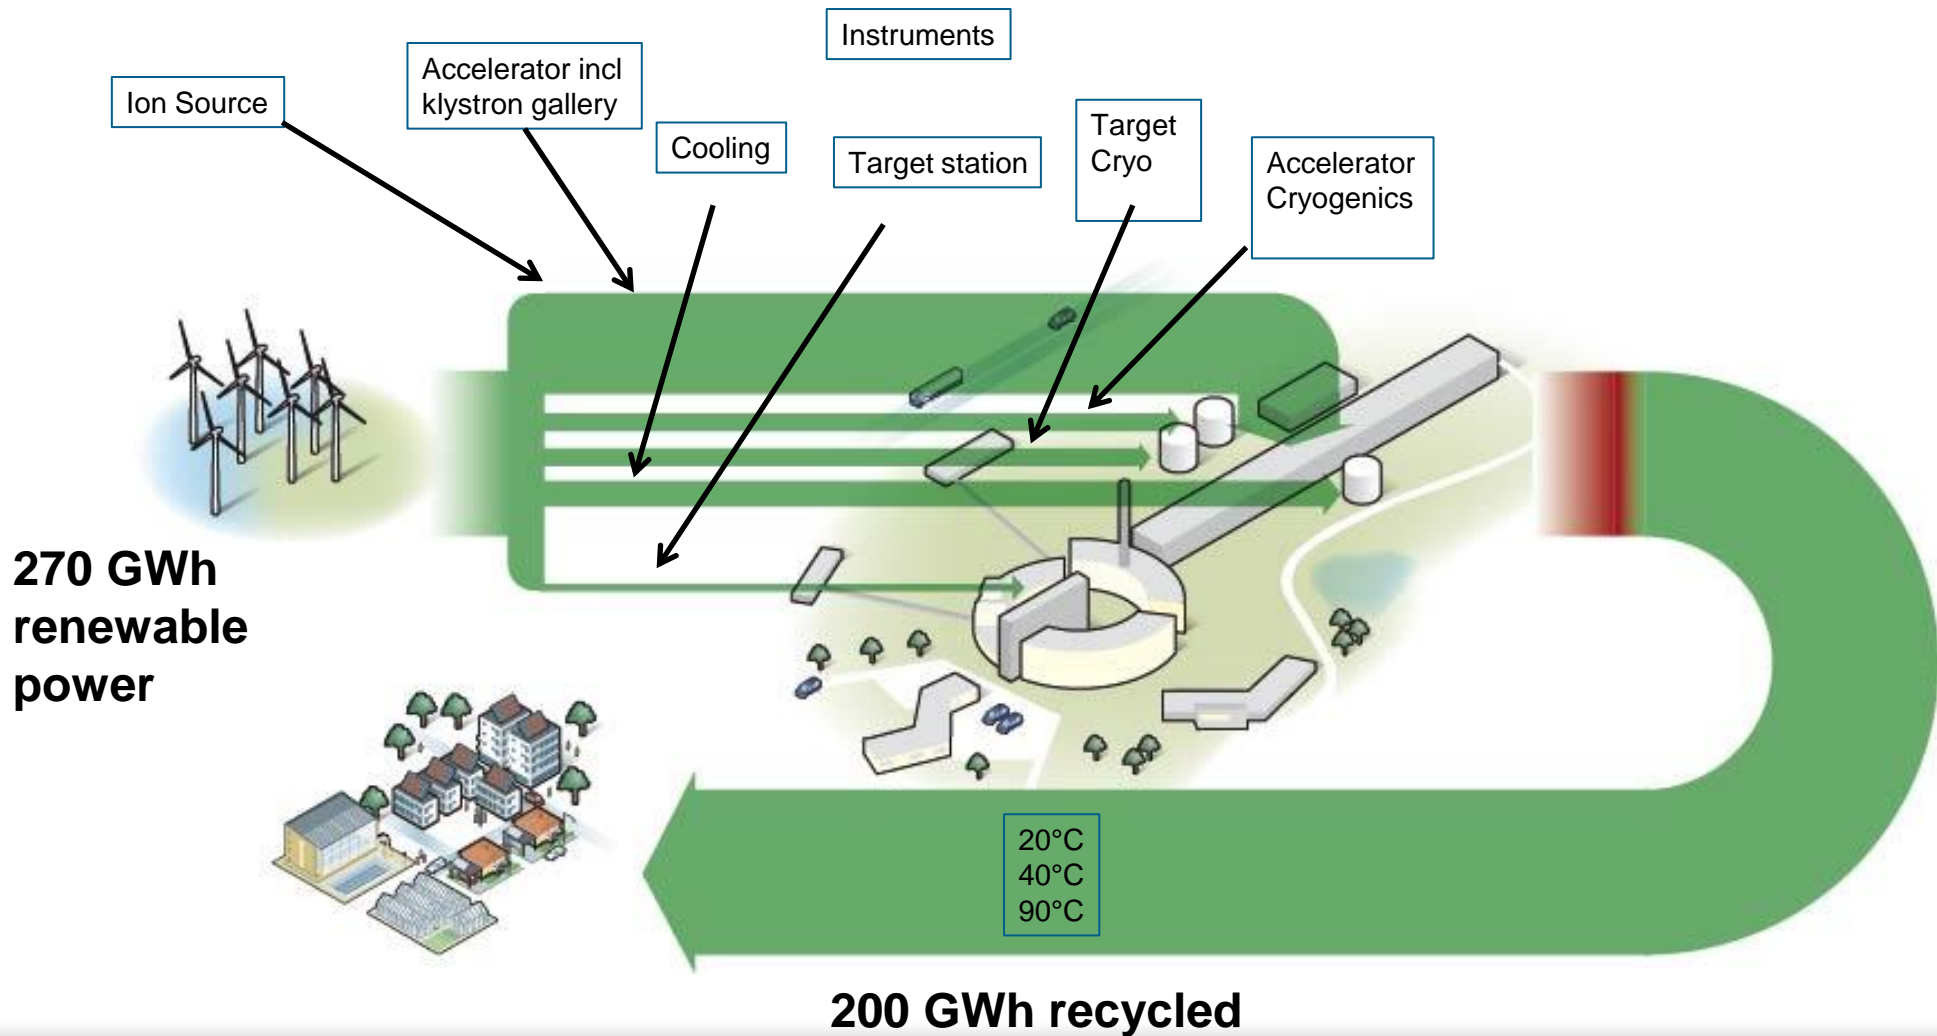 Instruments
Accelerator incl
klystron gallery
Ion Source
Cooling
Target station
Target
Cryo
Accelerator
Cryogenics
270 GWh
renewable
power
20°C
40°C
90°C
200 GWh recycled